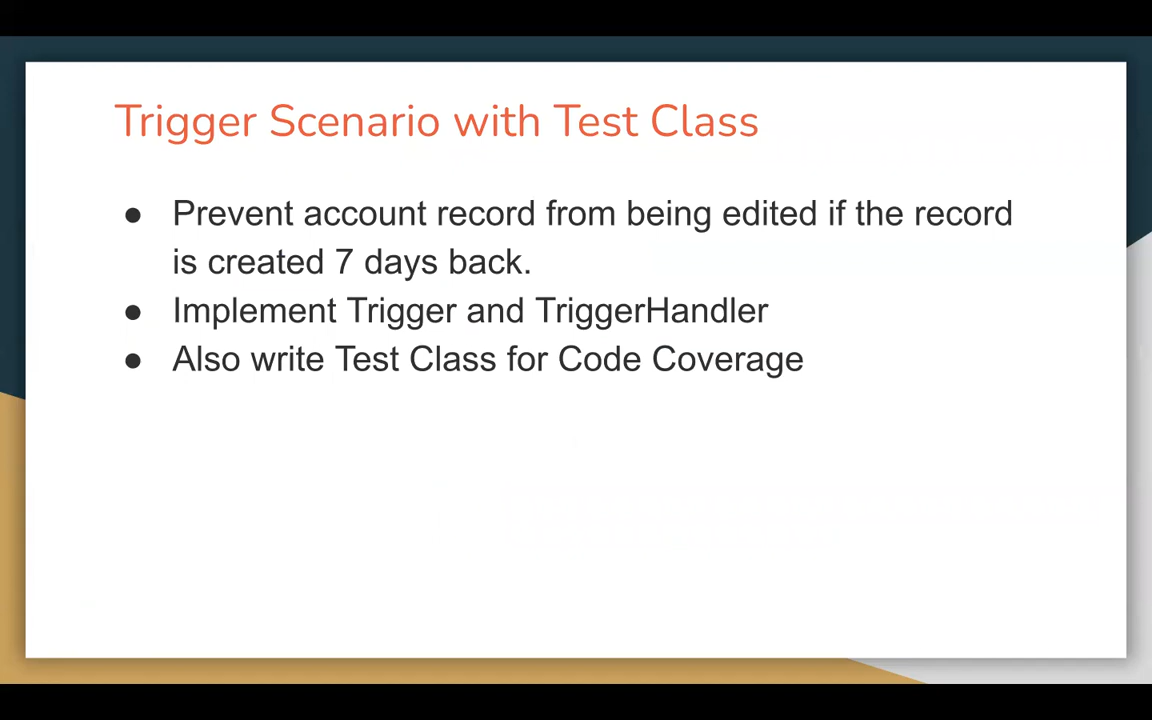 Trigger Scenario with Test Class
● Prevent account record from being edited if the record
is created 7 days back.
● Implement Trigger and TriggerHandler
● Also write Test Class for Code Coverage